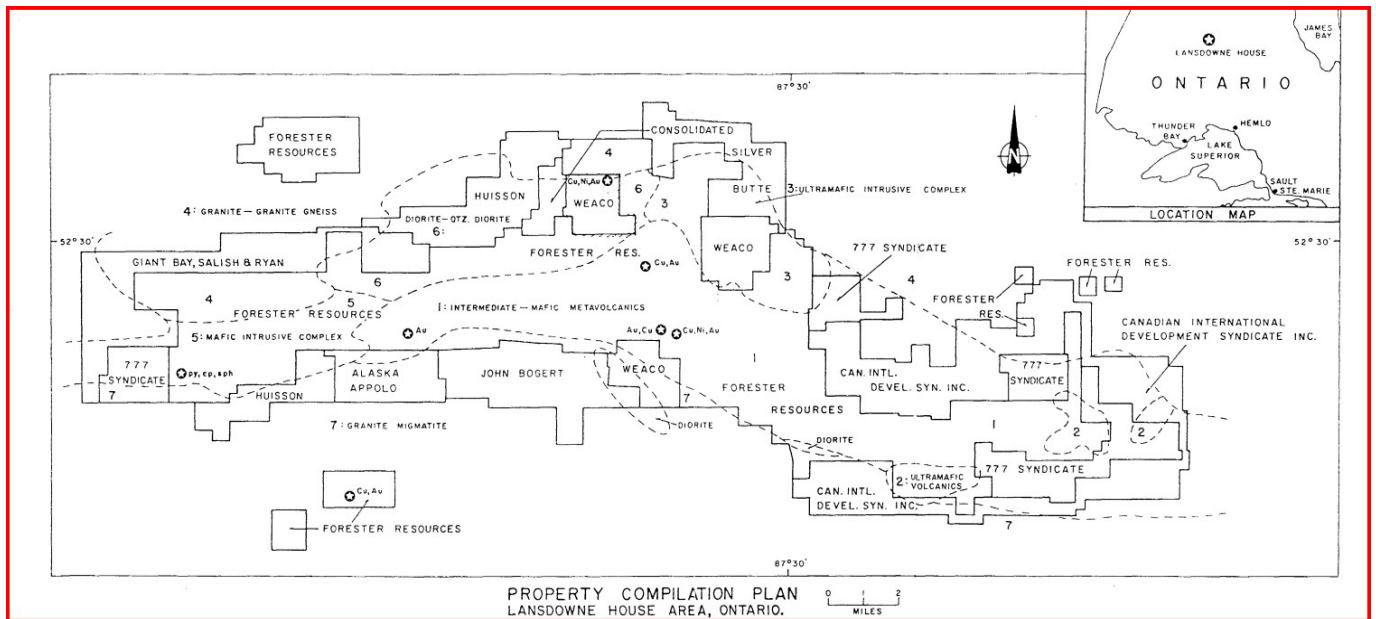 JAMES
BAY
LANSDOWNE HOUSE
ONTARIO
THUNDER
BAY
HEMLO
LAKE
SUPERIOR
SAULT
STE. MARIE
LOCATION MAP
87°30'
N
FORESTER
RESOURCES
CONSOLIDATED
4
SILVER
HUISSON
Cu,Ni,Au
6
BUTTE
3:ULTRAMAFIC INTRUSIVE COMPLEX
WEACO
3
4: GRANITE-GRANITE GNEISS
DIORITE-QTZ. DIORITE
6:
52°30'
52°30'
FORESTER RES.
WEACO
777 SYNDICATE
GIANT BAY, SALISH & RYAN
Cu,Au
FORESTER RES.
6
3
4
4
5
FORESTER
RES.
FORESTER RESOURCES
1:INTERMEDIATE-MAFIC METAVOLCANICS
CANADIAN INTERNATIONAL
DEVELOPMENT SYNDICATE INC.
5: MAFIC INTRUSIVE COMPLEX
Au
Au,Cu
Cu,Ni,Au
1
777
SYNDICATE
py,cp,sph
7
ALASKA
APPOLO
JOHN BOGERT
WEACO
CAN. INTL.
DEVEL. SYN. INC.
777
SYNDICATE
HUISSON
FORESTER
RESOURCES
7
7: GRANITE MIGMATITE
DIORITE
1
2
2
DIORITE
777 SYNDICATE
2: ULTRAMAFIC
VOLCANICS
CAN. INTL.
DEVEL. SYN. INC.
Cu,Au
FORESTER RESOURCES
7
87°30'
PROPERTY COMPILATION PLAN
LANSDOWNE HOUSE AREA, ONTARIO.
0 1 2
MILES